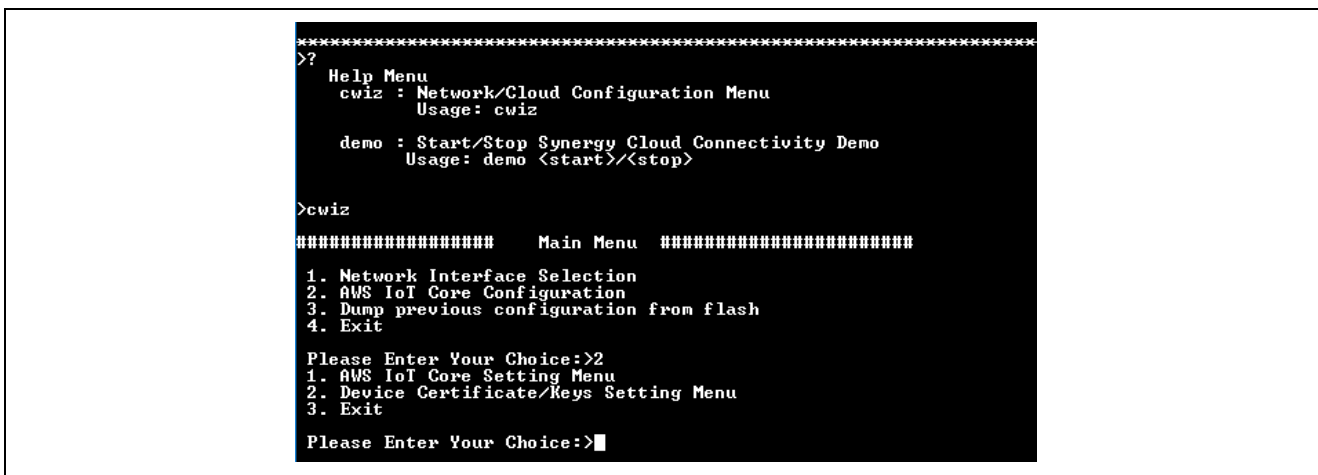 *******************************************************************
>?
Help Menu
cwiz : Network/Cloud Configuration Menu
Usage: cwiz
demo : Start/Stop Synergy Cloud Connectivity Demo
Usage: demo <start>/<stop>
>cwiz
################## Main Menu #######################
1. Network Interface Selection
2. AWS IoT Core Configuration
3. Dump previous configuration from flash
4. Exit
Please Enter Your Choice:>2
1. AWS IoT Core Setting Menu
2. Device Certificate/Keys Setting Menu
3. Exit
Please Enter Your Choice:>